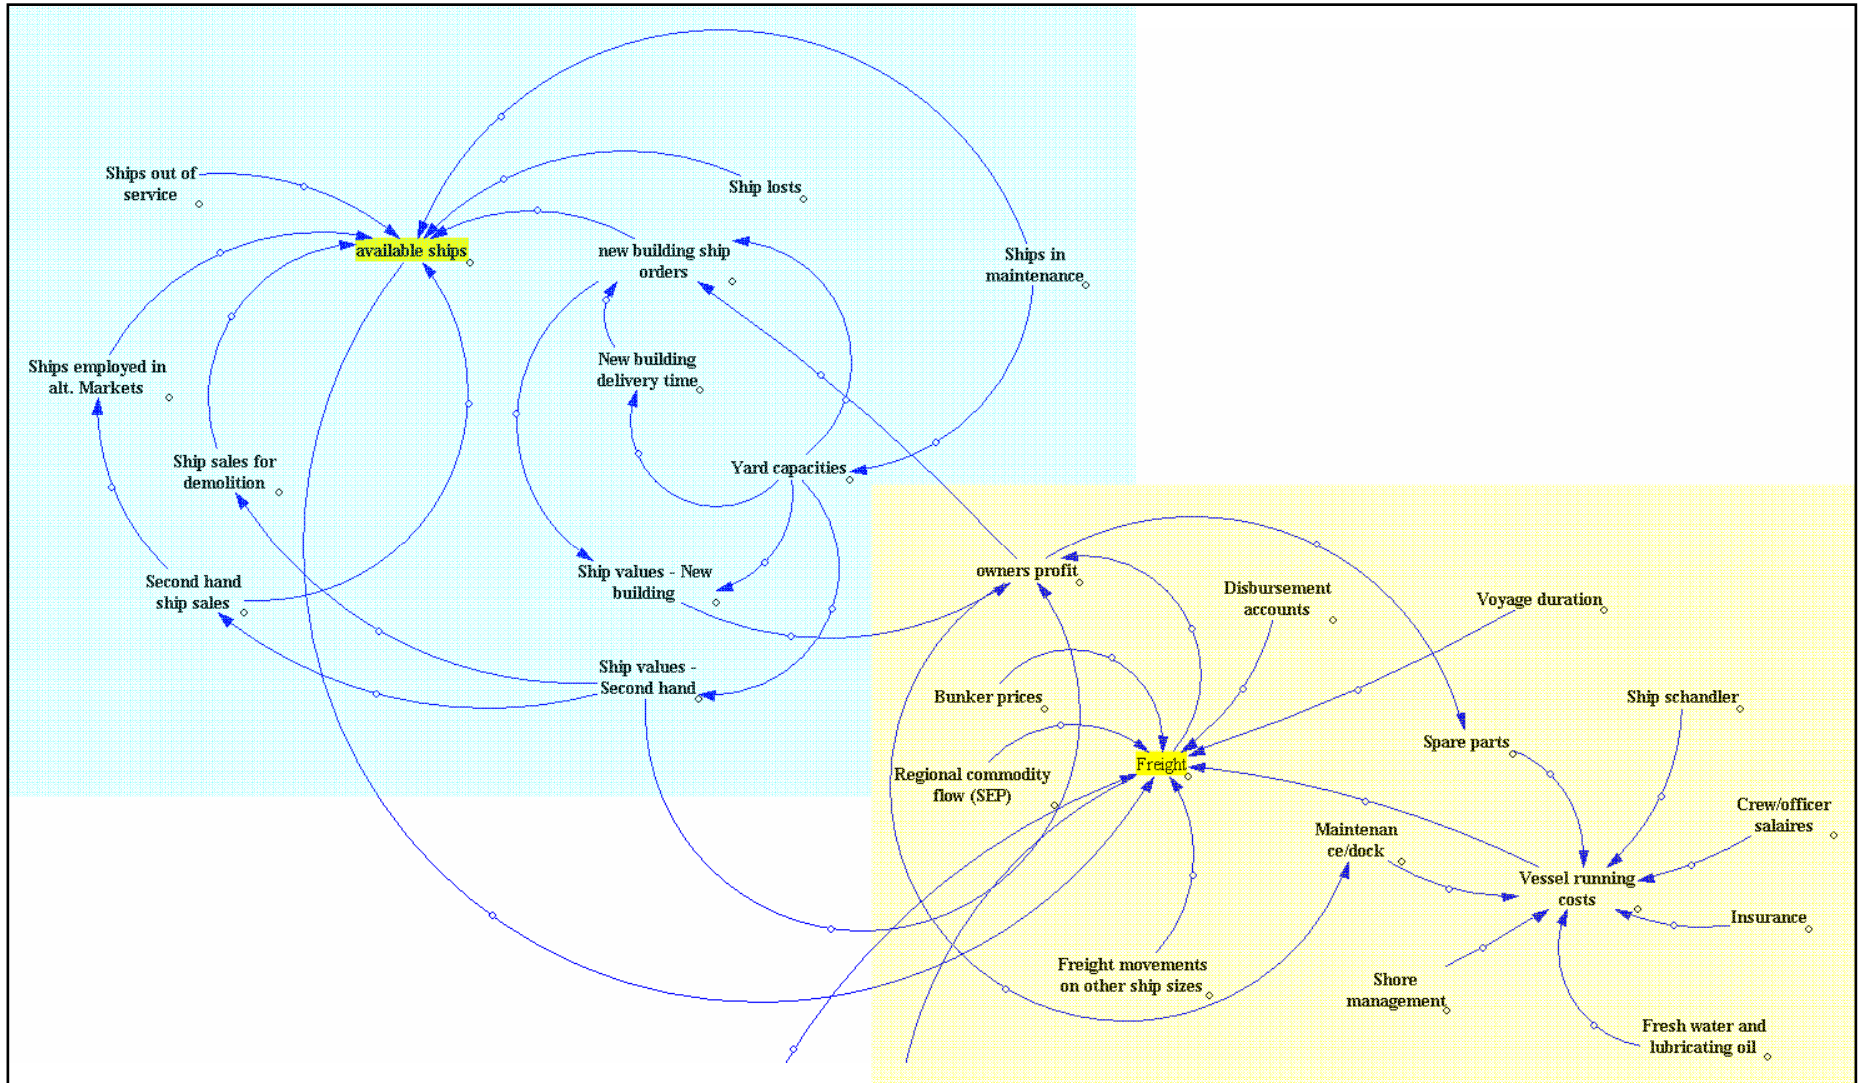 Ships out of
service
Ship losts
available ships
new building ship
orders
Ships in
maintenance
Ships employed in
alt. Markets
New building
delivery time
Ship sales for
demolition
Yard capacities
Second hand
ship sales
Ship values - New
building
owners profit
Disbursement
accounts
Voyage duration
Ship values -
Second hand
Bunker prices
Ship schandler
Spare parts
Freight
Regional commodity
flow (SEP)
Maintenan
ce/dock
Crew/officer
salaires
Vessel running
costs
Insurance
Freight movements
on other ship sizes
Shore
management
Fresh water and
lubricating oil